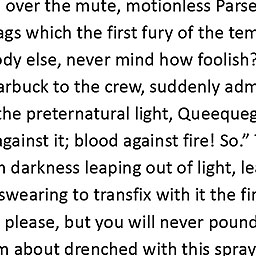 over the mute, motionless Parse
ags which the first fury of the tem
ody else, never mind how foolish?
arbuck to the crew, suddenly adm
the preternatural light, Queequeg
against it; blood against fire! So.”
n darkness leaping out of light, lea
swearing to transfix with it the fir
please, but you will never pound
m about drenched with this spray